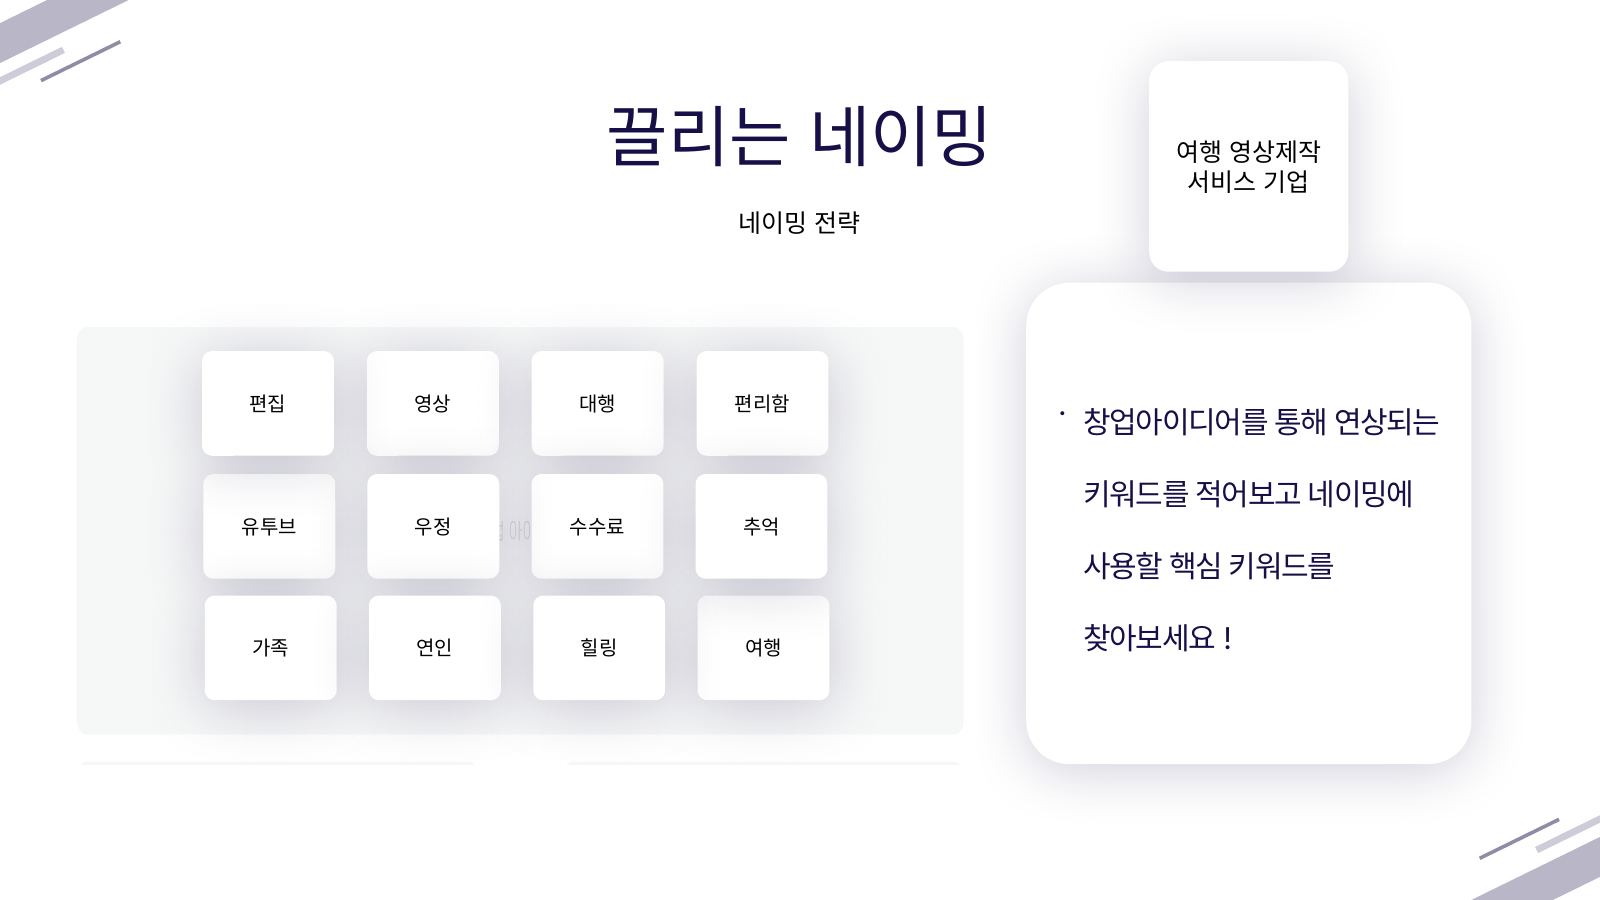 끌리는 네이밍
네이밍 전략
여행 영상제작
서비스 기업
편집
영상
대행
편리함
유튜브
우정
수수료
추억
가족
연인
힐링
여행
· 창업아이디어를 통해 연상되는
키워드를 적어보고 네이밍에
사용할 핵심 키워드를
찾아보세요 !